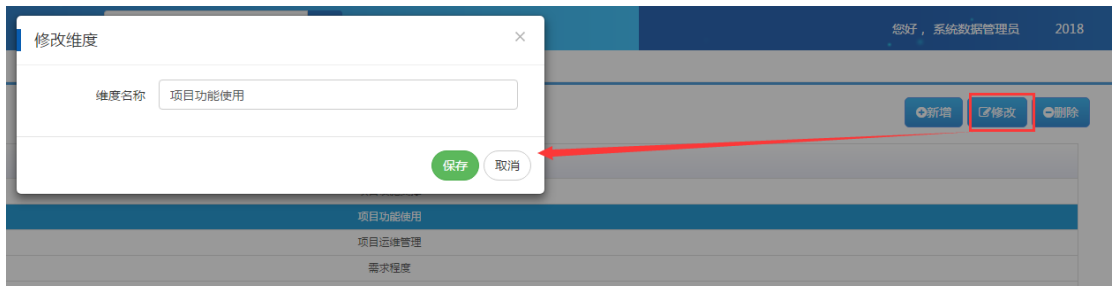 您好，系统数据管理员 2018
修改维度 ×
维度名称 项目功能使用
新增 修改 删除
保存 取消
项目功能使用
项目运维管理
需求程度